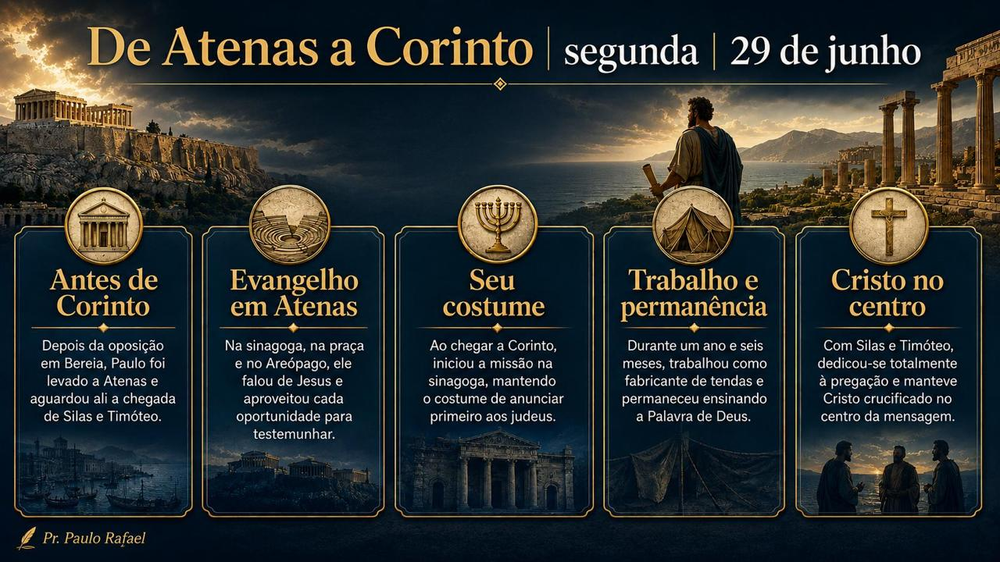 De Atenas a Corinto | segunda | 29 de junho
Antes de
Corinto
Depois da oposição
em Bereia, Paulo foi
levado a Atenas e
aguardou ali a chegada
de Silas e Timóteo.
Evangelho
em Atenas
Na sinagoga, na praça
e no Areópago, ele
falou de Jesus e
aproveitou cada
oportunidade para
testemunhar.
Seu
costume
Ao chegar a Corinto,
iniciou a missão na
sinagoga, mantendo
o costume de anunciar
primeiro aos judeus.
Trabalho e
permanência
Durante um ano e seis
meses, trabalhou como
fabricante de tendas e
permaneceu ensinando
a Palavra de Deus.
Cristo no
centro
Com Silas e Timóteo,
dedicou-se totalmente
à pregação e manteve
Cristo crucificado no
centro da mensagem.
Pr. Paulo Rafael